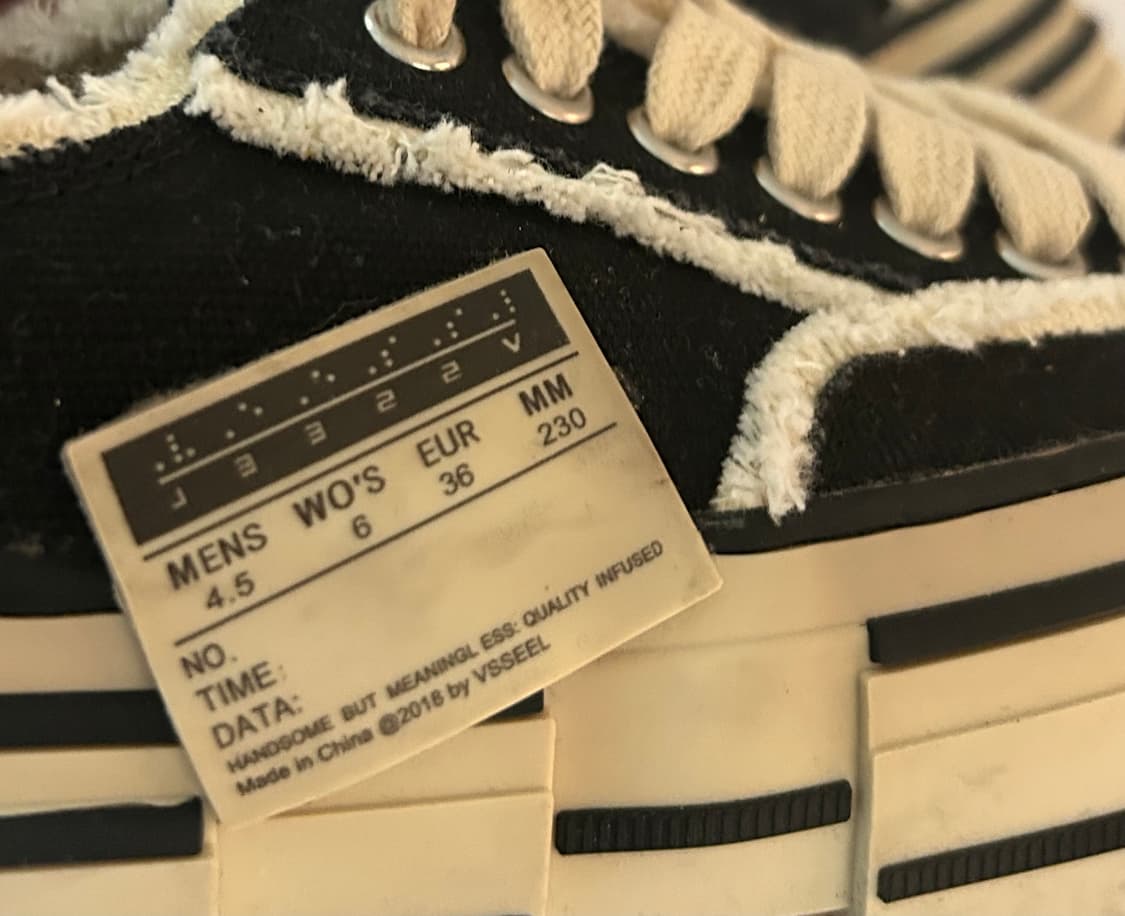 ⅃ƎƎƧƧV
MENS WO'S EUR MM
4.5 6 36 230
NO.
TIME:
DATA:
HANDSOME BUT MEANINGL ESS: QUALITY INFUSED
Made in China @2018 by VSSEEL